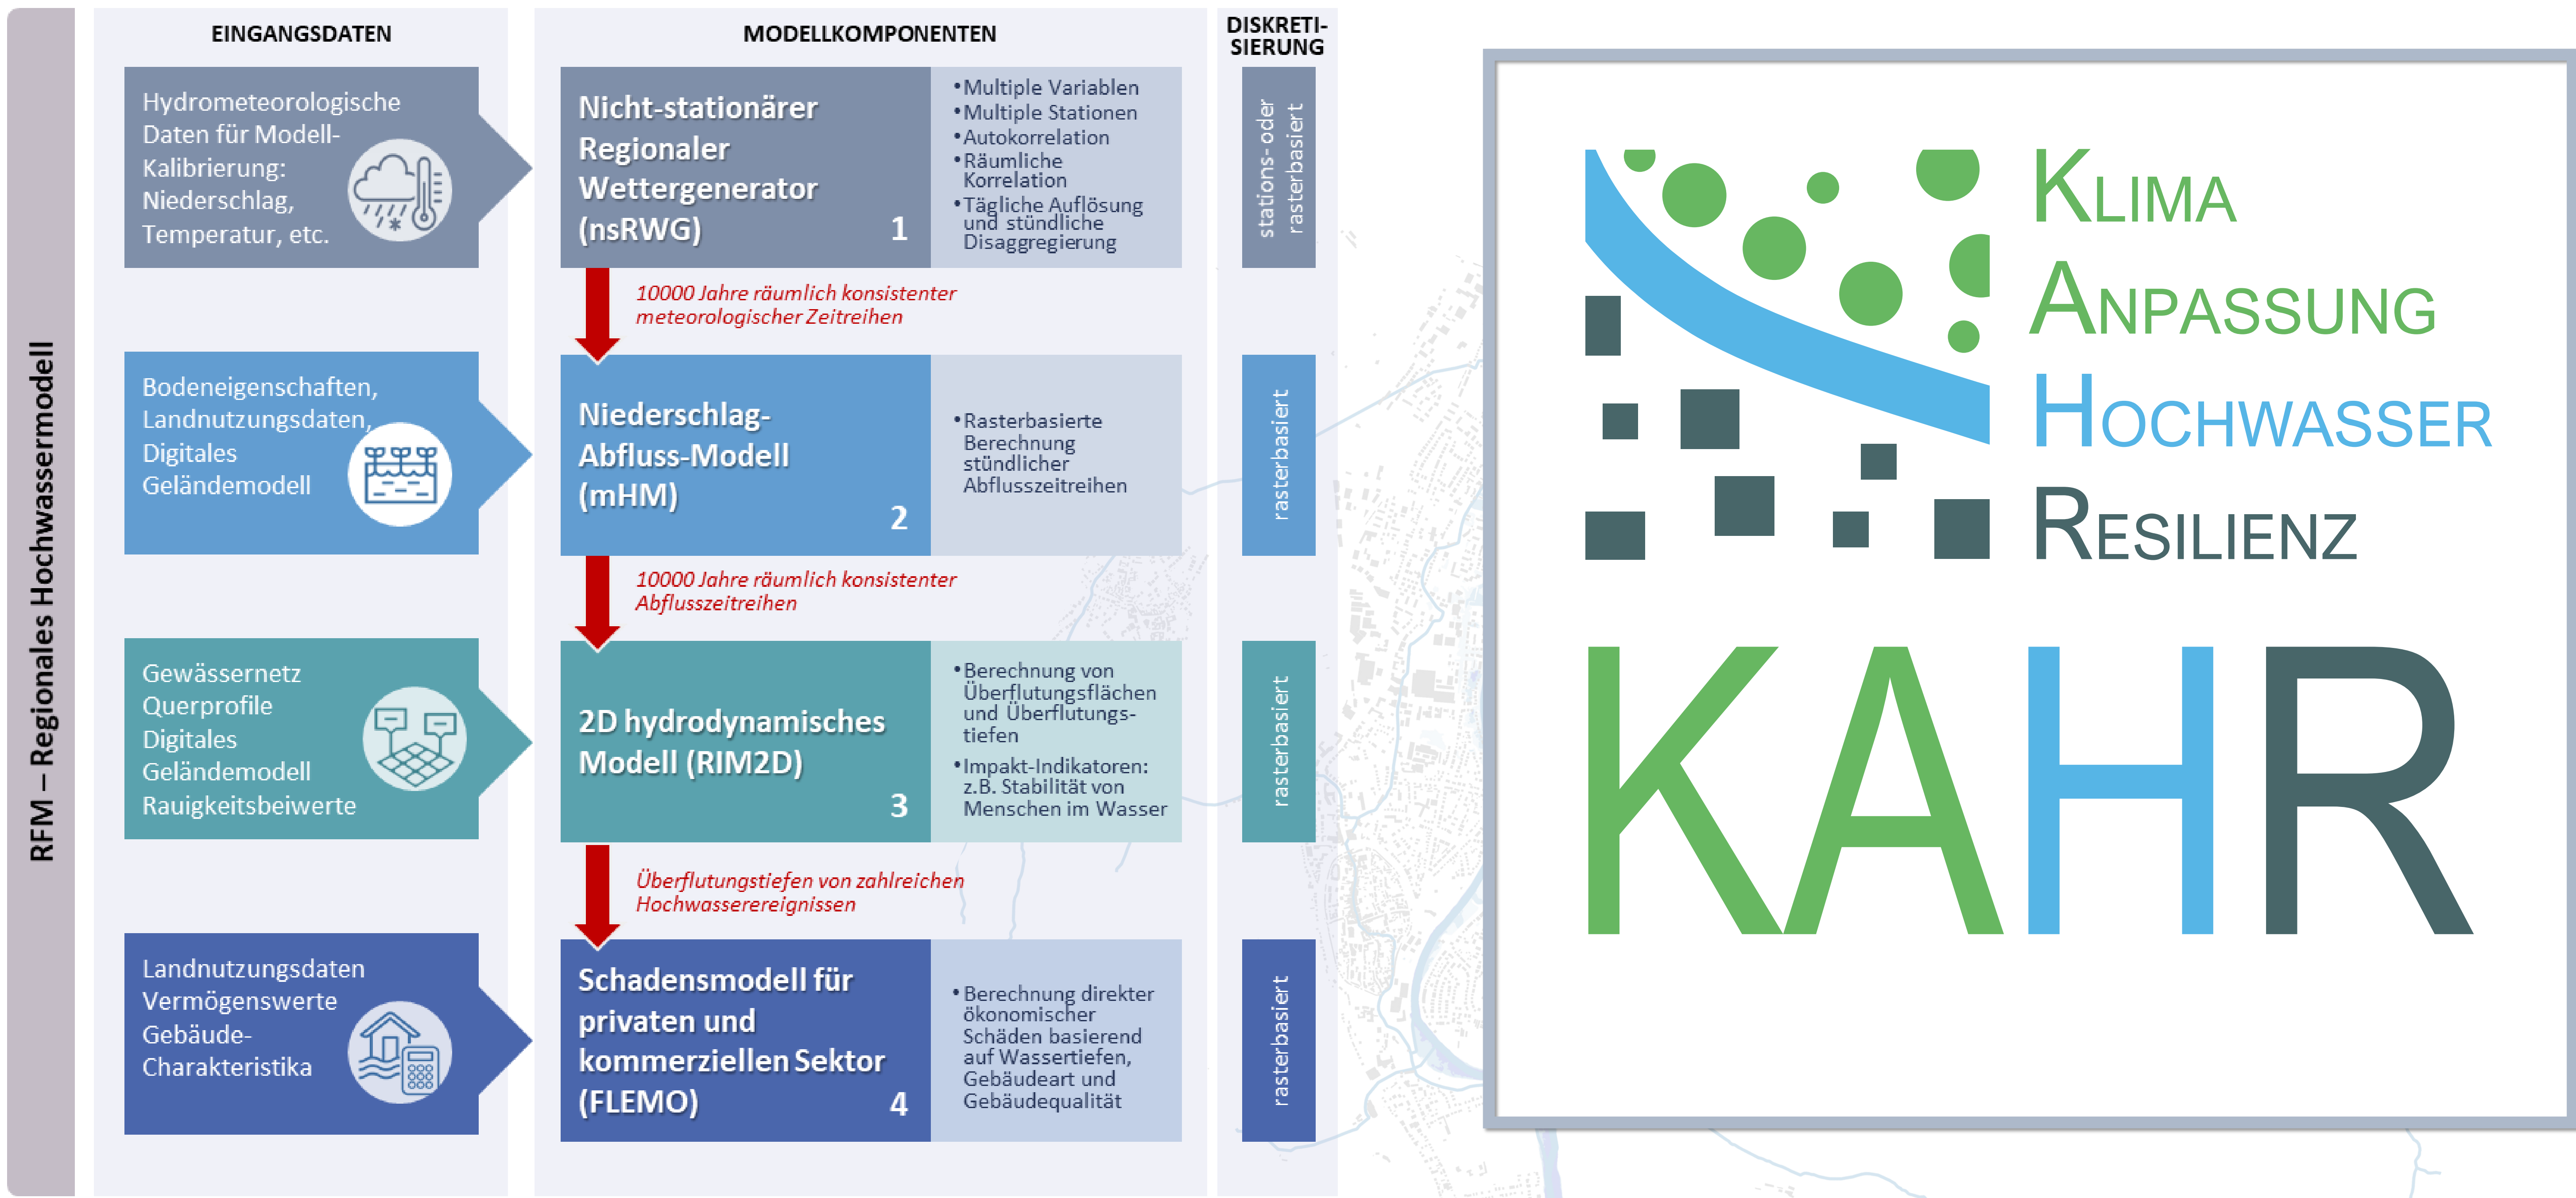 RFM – Regionales Hochwassermodell
EINGANGSDATEN
MODELLKOMPONENTEN
DISKRETI-
SIERUNG
Hydrometeorologische
Daten für Modell-
Kalibrierung:
Niederschlag,
Temperatur, etc.
Nicht-stationärer
Regionaler
Wettergenerator
(nsRWG)
1
•Multiple Variablen
•Multiple Stationen
•Autokorrelation
•Räumliche
Korrelation
•Tägliche Auflösung
und stündliche
Disaggregierung
stations- oder
rasterbasiert
10000 Jahre räumlich konsistenter
meteorologischer Zeitreihen
Bodeneigenschaften,
Landnutzungsdaten,
Digitales
Geländemodell
Niederschlag-
Abfluss-Modell
(mHM)
2
•Rasterbasierte
Berechnung
stündlicher
Abflusszeitreihen
rasterbasiert
10000 Jahre räumlich konsistenter
Abflusszeitreihen
Gewässernetz
Querprofile
Digitales
Geländemodell
Rauigkeitsbeiwerte
2D hydrodynamisches
Modell (RIM2D)
3
•Berechnung von
Überflutungsflächen
und Überflutungs-
tiefen
•Impakt-Indikatoren:
z.B. Stabilität von
Menschen im Wasser
rasterbasiert
Überflutungstiefen von zahlreichen
Hochwasserereignissen
Landnutzungsdaten
Vermögenswerte
Gebäude-
Charakteristika
Schadensmodell für
privaten und
kommerziellen Sektor
(FLEMO)
4
•Berechnung direkter
ökonomischer
Schäden basierend
auf Wassertiefen,
Gebäudeart und
Gebäudequalität
rasterbasiert
KLIMA
ANPASSUNG
HOCHWASSER
RESILIENZ
KAHR